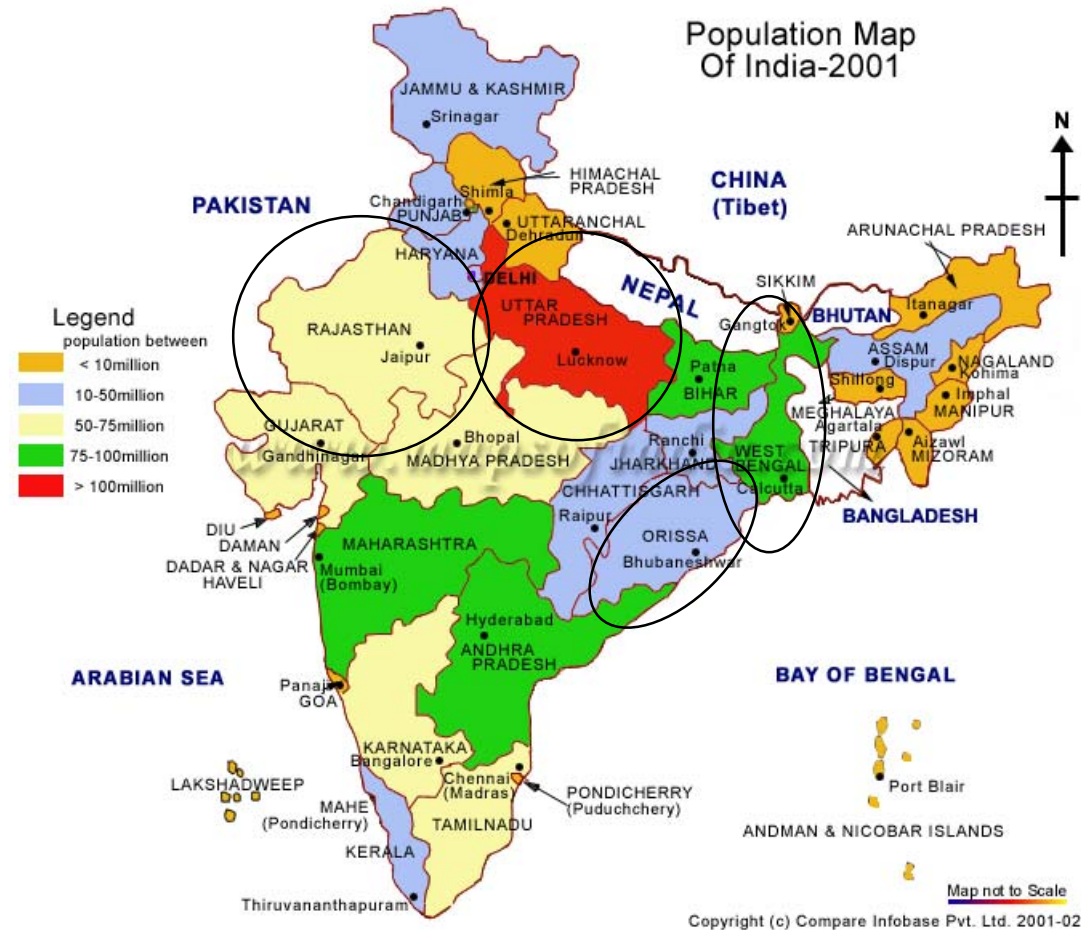 Population Map
Of India-2001
N
JAMMU & KASHMIR
Srinagar
HIMACHAL
PRADESH
Shimla
CHINA
(Tibet)
PAKISTAN
Chandigarh
PUNJAB
UTTARANCHAL
Dehradun
ARUNACHAL PRADESH
HARYANA
DELHI
NEPAL
SIKKIM
Gangtok
BHUTAN
Itanagar
UTTAR
PRADESH
Lucknow
RAJASTHAN
Jaipur
Legend
population between
< 10million
10-50million
50-75million
75-100million
> 100million
ASSAM
Dispur
NAGALAND
Kohima
Shillong
MEGHALAYA
Imphal
MANIPUR
Agartala
TRIPURA
Aizawl
MIZORAM
Patna
BIHAR
GUJARAT
Gandhinagar
Bhopal
MADHYA PRADESH
Ranchi
JHARKHAND
WEST
BENGAL
Calcutta
CHHATTISGARH
Raipur
BANGLADESH
DIU
DAMAN
DADAR & NAGAR
HAVELI
MAHARASHTRA
Mumbai
(Bombay)
ORISSA
Bhubaneshwar
Hyderabad
ANDHRA
PRADESH
ARABIAN SEA
Panaji
GOA
BAY OF BENGAL
KARNATAKA
Bangalore
Chennai
(Madras)
LAKSHADWEEP
MAHE
(Pondicherry)
PONDICHERRY
(Puduchchery)
TAMILNADU
KERALA
Thiruvananthapuram
Port Blair
ANDMAN & NICOBAR ISLANDS
Map not to Scale
Copyright (c) Compare Infobase Pvt. Ltd. 2001-02